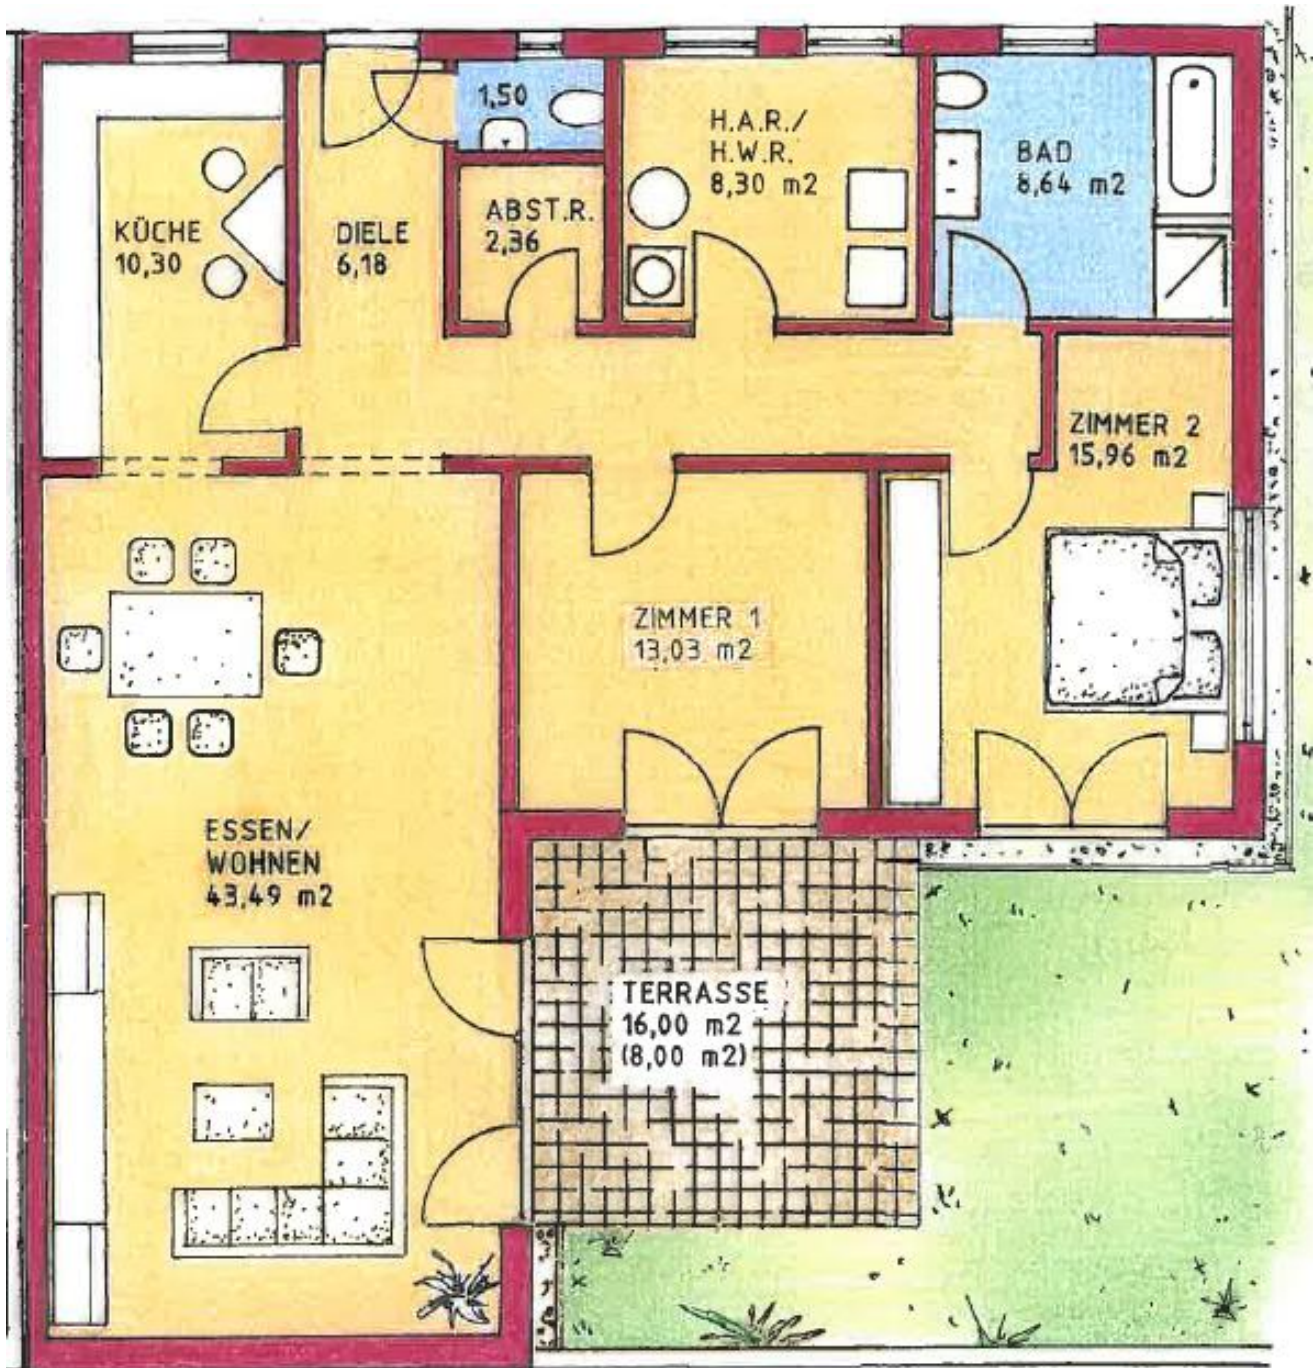 1,50
H.A.R./
H.W.R.
8,30 m2
BAD
8,64 m2
KÜCHE
10,30
DIELE
6,18
ABST.R.
2,36
ZIMMER 2
15,96 m2
ZIMMER 1
13,03 m2
ESSEN/
WOHNEN
43,49 m2
TERRASSE
16,00 m2
(8,00 m2)